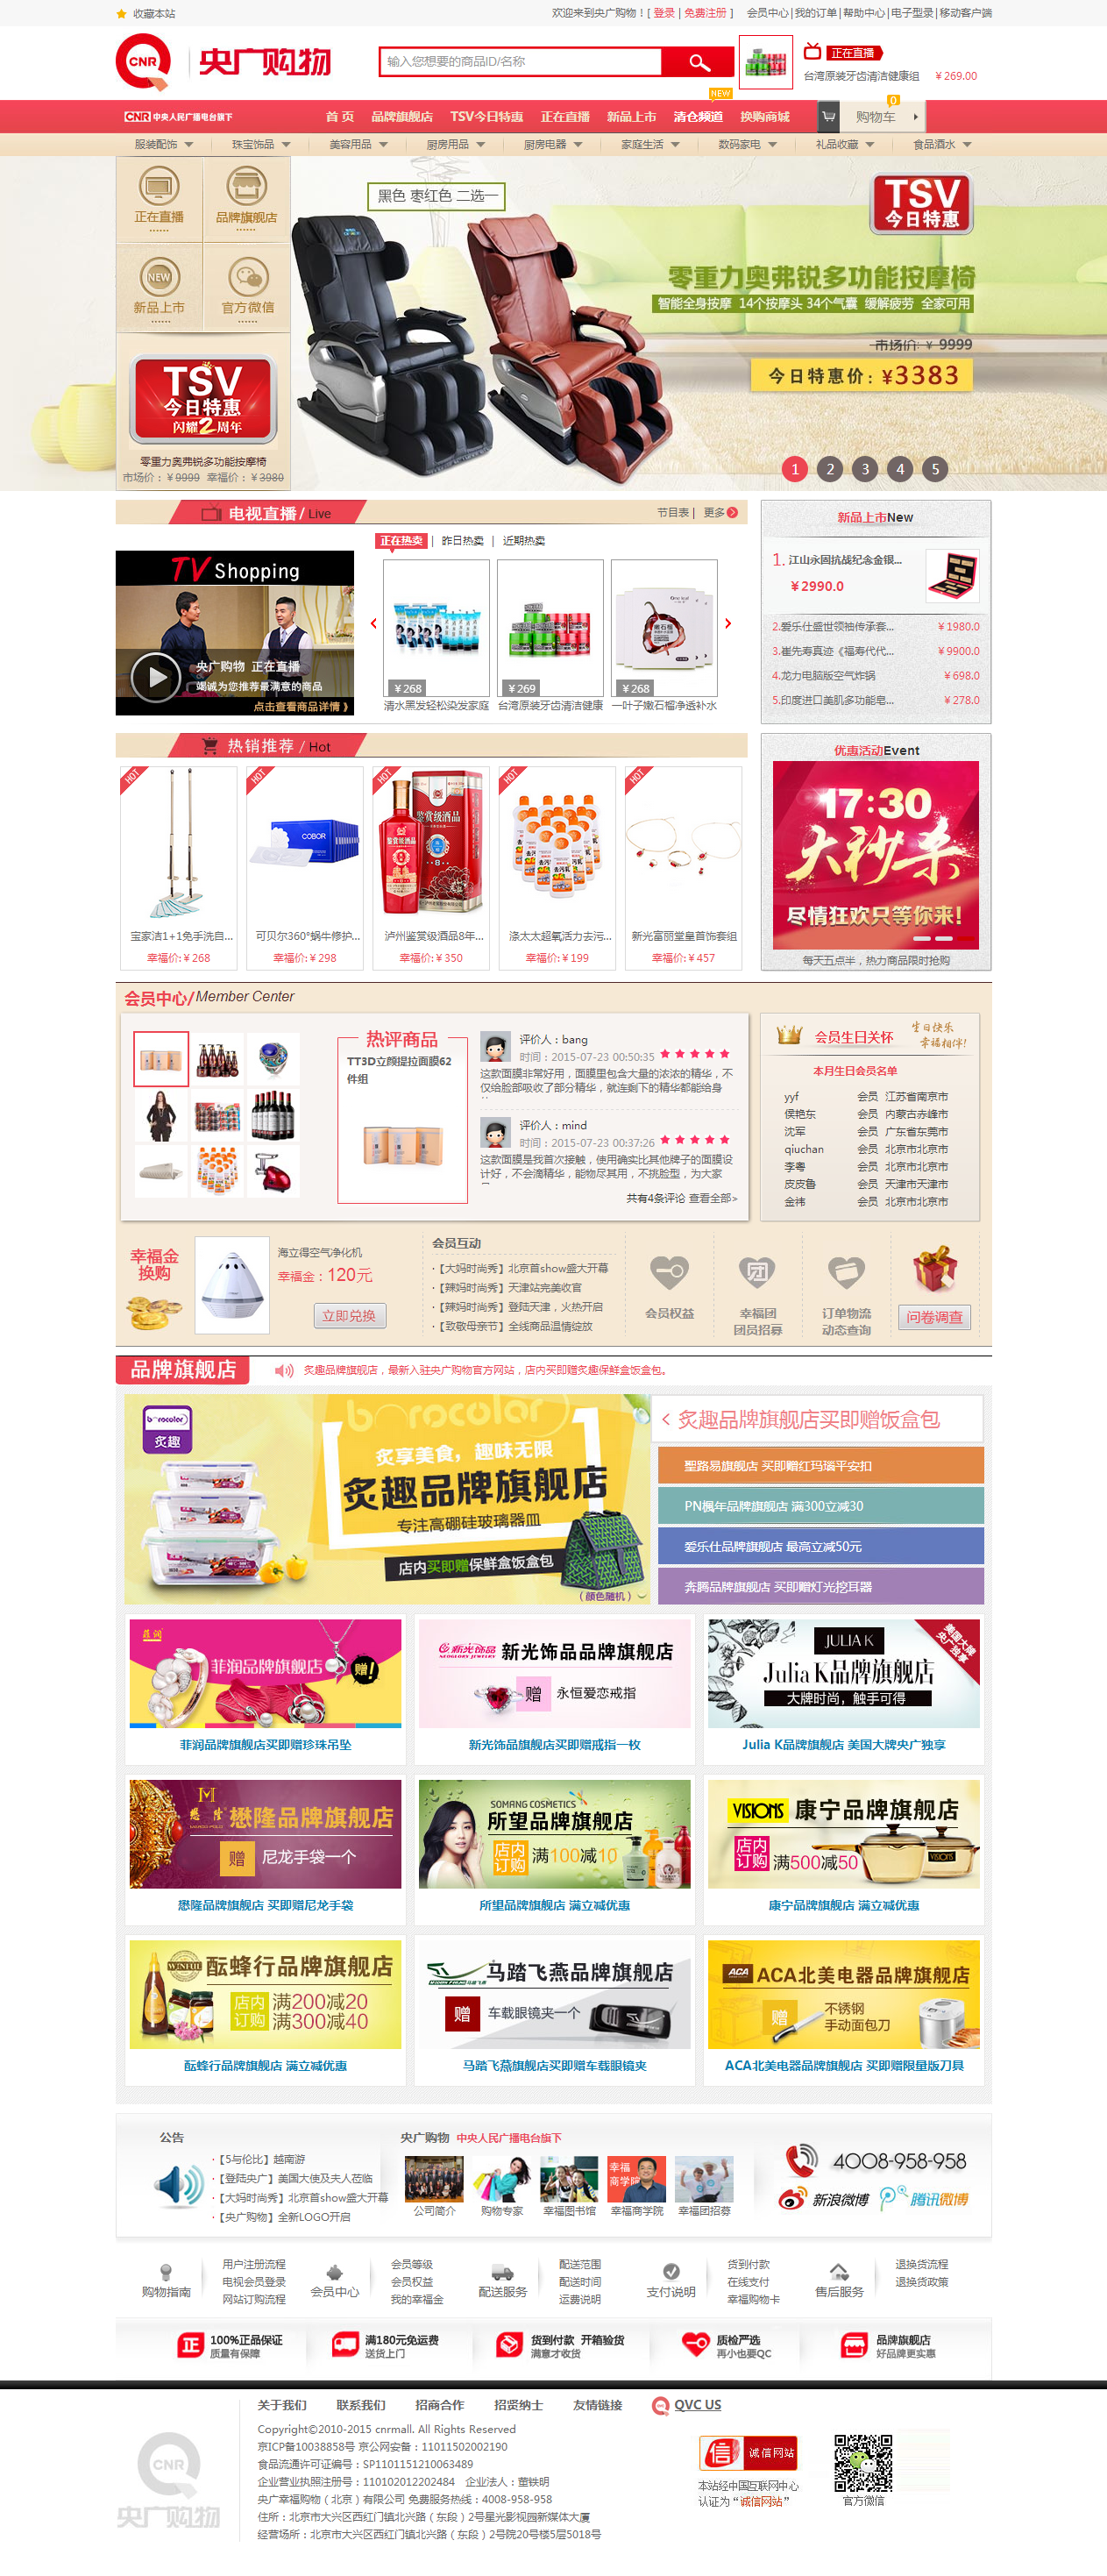 收藏本站
欢迎来到央广购物！[ 登录 | 免费注册 ] 会员中心|我的订单|帮助中心|电子型录|移动客户端
CNR 央广购物
输入您想要的商品ID/名称
正在直播
台湾原装牙齿清洁健康组 ￥269.00
NEW
CNR 中央人民广播电台旗下
首 页 品牌旗舰店 TSV今日特惠 正在直播 新品上市 清仓频道 换购商城
购物车 0
服装配饰 珠宝饰品 美容用品 厨房用品 厨房电器 家庭生活 数码家电 礼品收藏 食品酒水
正在直播 品牌旗舰店
NEW
新品上市 官方微信
黑色 枣红色 二选一
TSV
今日特惠
零重力奥弗锐多功能按摩椅
智能全身按摩 14个按摩头 34个气囊 缓解疲劳 全家可用
市场价: ￥ 9999
今日特惠价: ¥3383
TSV
今日特惠
闪耀2周年
零重力奥弗锐多功能按摩椅
市场价：￥9999 幸福价：￥3980
1 2 3 4 5
电视直播 / Live
节目表 | 更多
正在热卖 | 昨日热卖 | 近期热卖
TV Shopping
央广购物 正在直播
竭诚为您推荐最满意的商品
点击查看商品详情 》
￥268 ￥269 ￥268
清水黑发轻松染发家庭 台湾原装牙齿清洁健康 一叶子嫩石榴净透补水
新品上市New
1. 江山永固抗战纪念金银...
￥2990.0
2.爱乐仕盛世领袖传承套... ￥1980.0
3.崔先寿真迹《福寿代代... ￥9900.0
4.龙力电脑版空气炸锅 ￥698.0
5.印度进口美肌多功能皂... ￥278.0
热销推荐 / Hot
HOT HOT HOT HOT HOT
COBOR
鉴赏级酒品
去污乳
宝家洁1+1免手洗自... 可贝尔360°蜗牛修护... 泸州鉴赏级酒品8年... 涤太太超氧活力去污... 新光富丽堂皇首饰套组
幸福价:￥268 幸福价:￥298 幸福价:￥350 幸福价:￥199 幸福价:￥457
优惠活动Event
17:30
大秒杀
尽情狂欢只等你来!
每天五点半，热力商品限时抢购
会员中心/Member Center
热评商品
TT3D立颜提拉面膜62
件组
评价人：bang
时间：2015-07-23 00:50:35
这款面膜非常好用，面膜里包含大量的浓浓的精华，不
仅给脸部吸收了部分精华，就连剩下的精华都能给身
评价人：mind
时间：2015-07-23 00:37:26
这款面膜是我首次接触，使用确实比其他牌子的面膜设
计好，不会滴精华，能物尽其用，不挑脸型，为大家
共有4条评论 查看全部>
会员生日关怀
生日快乐
幸福相伴!
本月生日会员名单
yyf 会员 江苏省南京市
侯艳东 会员 内蒙古赤峰市
沈军 会员 广东省东莞市
qiuchan 会员 北京市北京市
李粤 会员 北京市北京市
皮皮鲁 会员 天津市天津市
金祎 会员 北京市北京市
幸福金
换购
海立得空气净化机
幸福金：120元
立即兑换
会员互动
·【大妈时尚秀】北京首show盛大开幕
·【辣妈时尚秀】天津站完美收官
·【辣妈时尚秀】登陆天津，火热开启
·【致敬母亲节】全线商品温情绽放
会员权益
团
幸福团
团员招募
订单物流
动态查询
问卷调查
品牌旗舰店
炙趣品牌旗舰店，最新入驻央广购物官方网站，店内买即赠炙趣保鲜盒饭盒包。
borocolor
炙趣
炙享美食，趣味无限
炙趣品牌旗舰店
专注高硼硅玻璃器皿
店内买即赠保鲜盒饭盒包
（颜色随机）
炙趣品牌旗舰店买即赠饭盒包
圣路易旗舰店 买即赠红玛瑙平安扣
PN楓年品牌旗舰店 满300立减30
爱乐仕品牌旗舰店 最高立减50元
奔腾品牌旗舰店 买即赠灯光挖耳器
菲润
菲润品牌旗舰店
赠!
新光饰品 新光饰品品牌旗舰店
NEOGLORY JEWELRY
赠 永恒爱恋戒指
美国大牌
央广独享
JULIA K
Julia K品牌旗舰店
大牌时尚，触手可得
菲润品牌旗舰店买即赠珍珠吊坠 新光饰品旗舰店买即赠戒指一枚 Julia K品牌旗舰店 美国大牌央广独享
懋隆品牌旗舰店
赠 尼龙手袋一个
SOMANG COSMETICS
所望品牌旗舰店
店内订购 满100减10
VISIONS 康宁品牌旗舰店
店内订购 满500减50
VISIONS
懋隆品牌旗舰店 买即赠尼龙手袋 所望品牌旗舰店 满立减优惠 康宁品牌旗舰店 满立减优惠
酝蜂行品牌旗舰店
店内订购 满200减20
满300减40
马踏飞燕品牌旗舰店
赠 车载眼镜夹一个
ACA ACA北美电器品牌旗舰店
赠 不锈钢
手动面包刀
酝蜂行品牌旗舰店 满立减优惠 马踏飞燕旗舰店买即赠车载眼镜夹 ACA北美电器品牌旗舰店 买即赠限量版刀具
公告
·【5与伦比】越南游
·【登陆央广】美国大使及夫人莅临
·【大妈时尚秀】北京首show盛大开幕
·【央广购物】全新LOGO开启
央广购物 中央人民广播电台旗下
幸福
商学院
公司简介 购物专家 幸福图书馆 幸福商学院 幸福团招募
4008-958-958
新浪微博 腾讯微博
购物指南
用户注册流程
电视会员登录
网站订购流程
会员中心
会员等级
会员权益
我的幸福金
配送服务
配送范围
配送时间
运费说明
支付说明
货到付款
在线支付
幸福购物卡
售后服务
退换货流程
退换货政策
正 100%正品保证
质量有保障
满180元免运费
送货上门
货到付款 开箱验货
满意才收货
质检严选
再小也要QC
品牌旗舰店
好品牌更实惠
关于我们 联系我们 招商合作 招贤纳士 友情链接 QVC US
CNR
央广购物
Copyright©2010-2015 cnrmall. All Rights Reserved
京ICP备10038858号 京公网安备：11011502002190
食品流通许可证编号：SP1101151210063489
企业营业执照注册号：110102012202484 企业法人：董铁明
央广幸福购物（北京）有限公司 免费服务热线：4008-958-958
住所：北京市大兴区西红门镇北兴路（东段）2号星光影视园新媒体大厦
经营场所：北京市大兴区西红门镇北兴路（东段）2号院20号楼5层5018号
信 诚信网站
本站经中国互联网中心
认证为“诚信网站”
官方微信